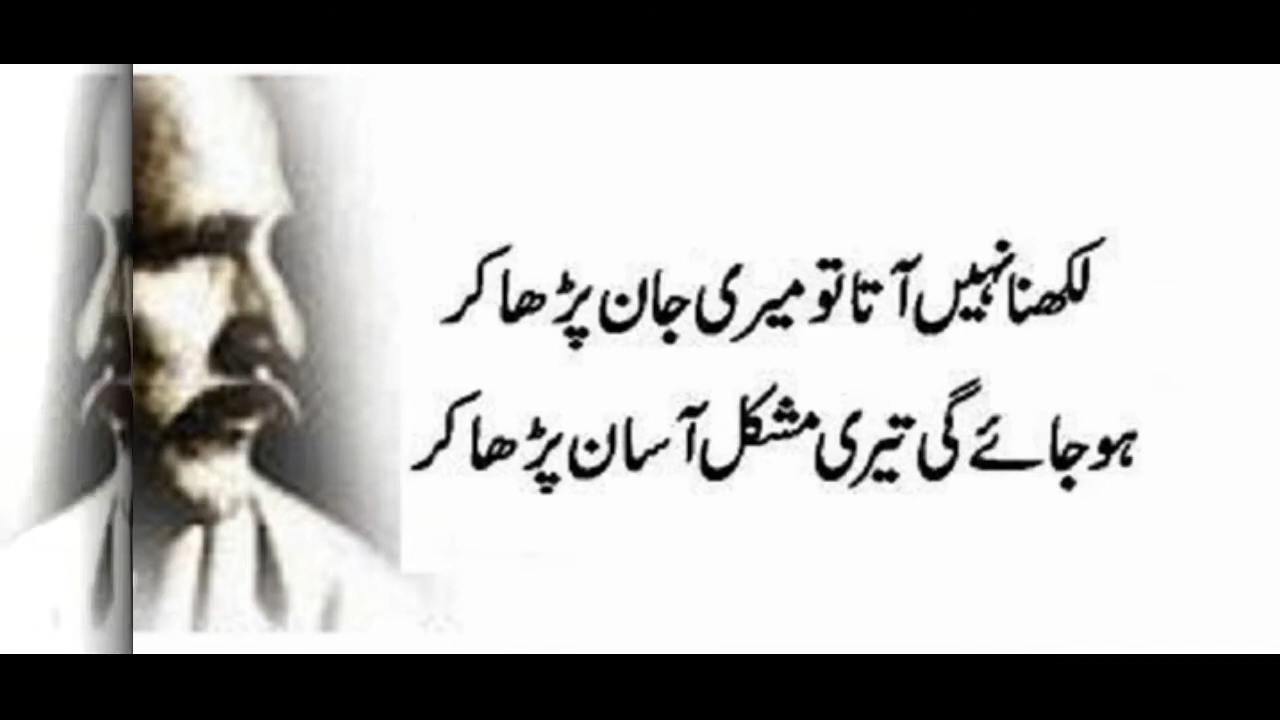 لکھنا نہیں آتا تو میری جان پڑھا کر
ہو جائے گی تیری مشکل آسان پڑھا کر